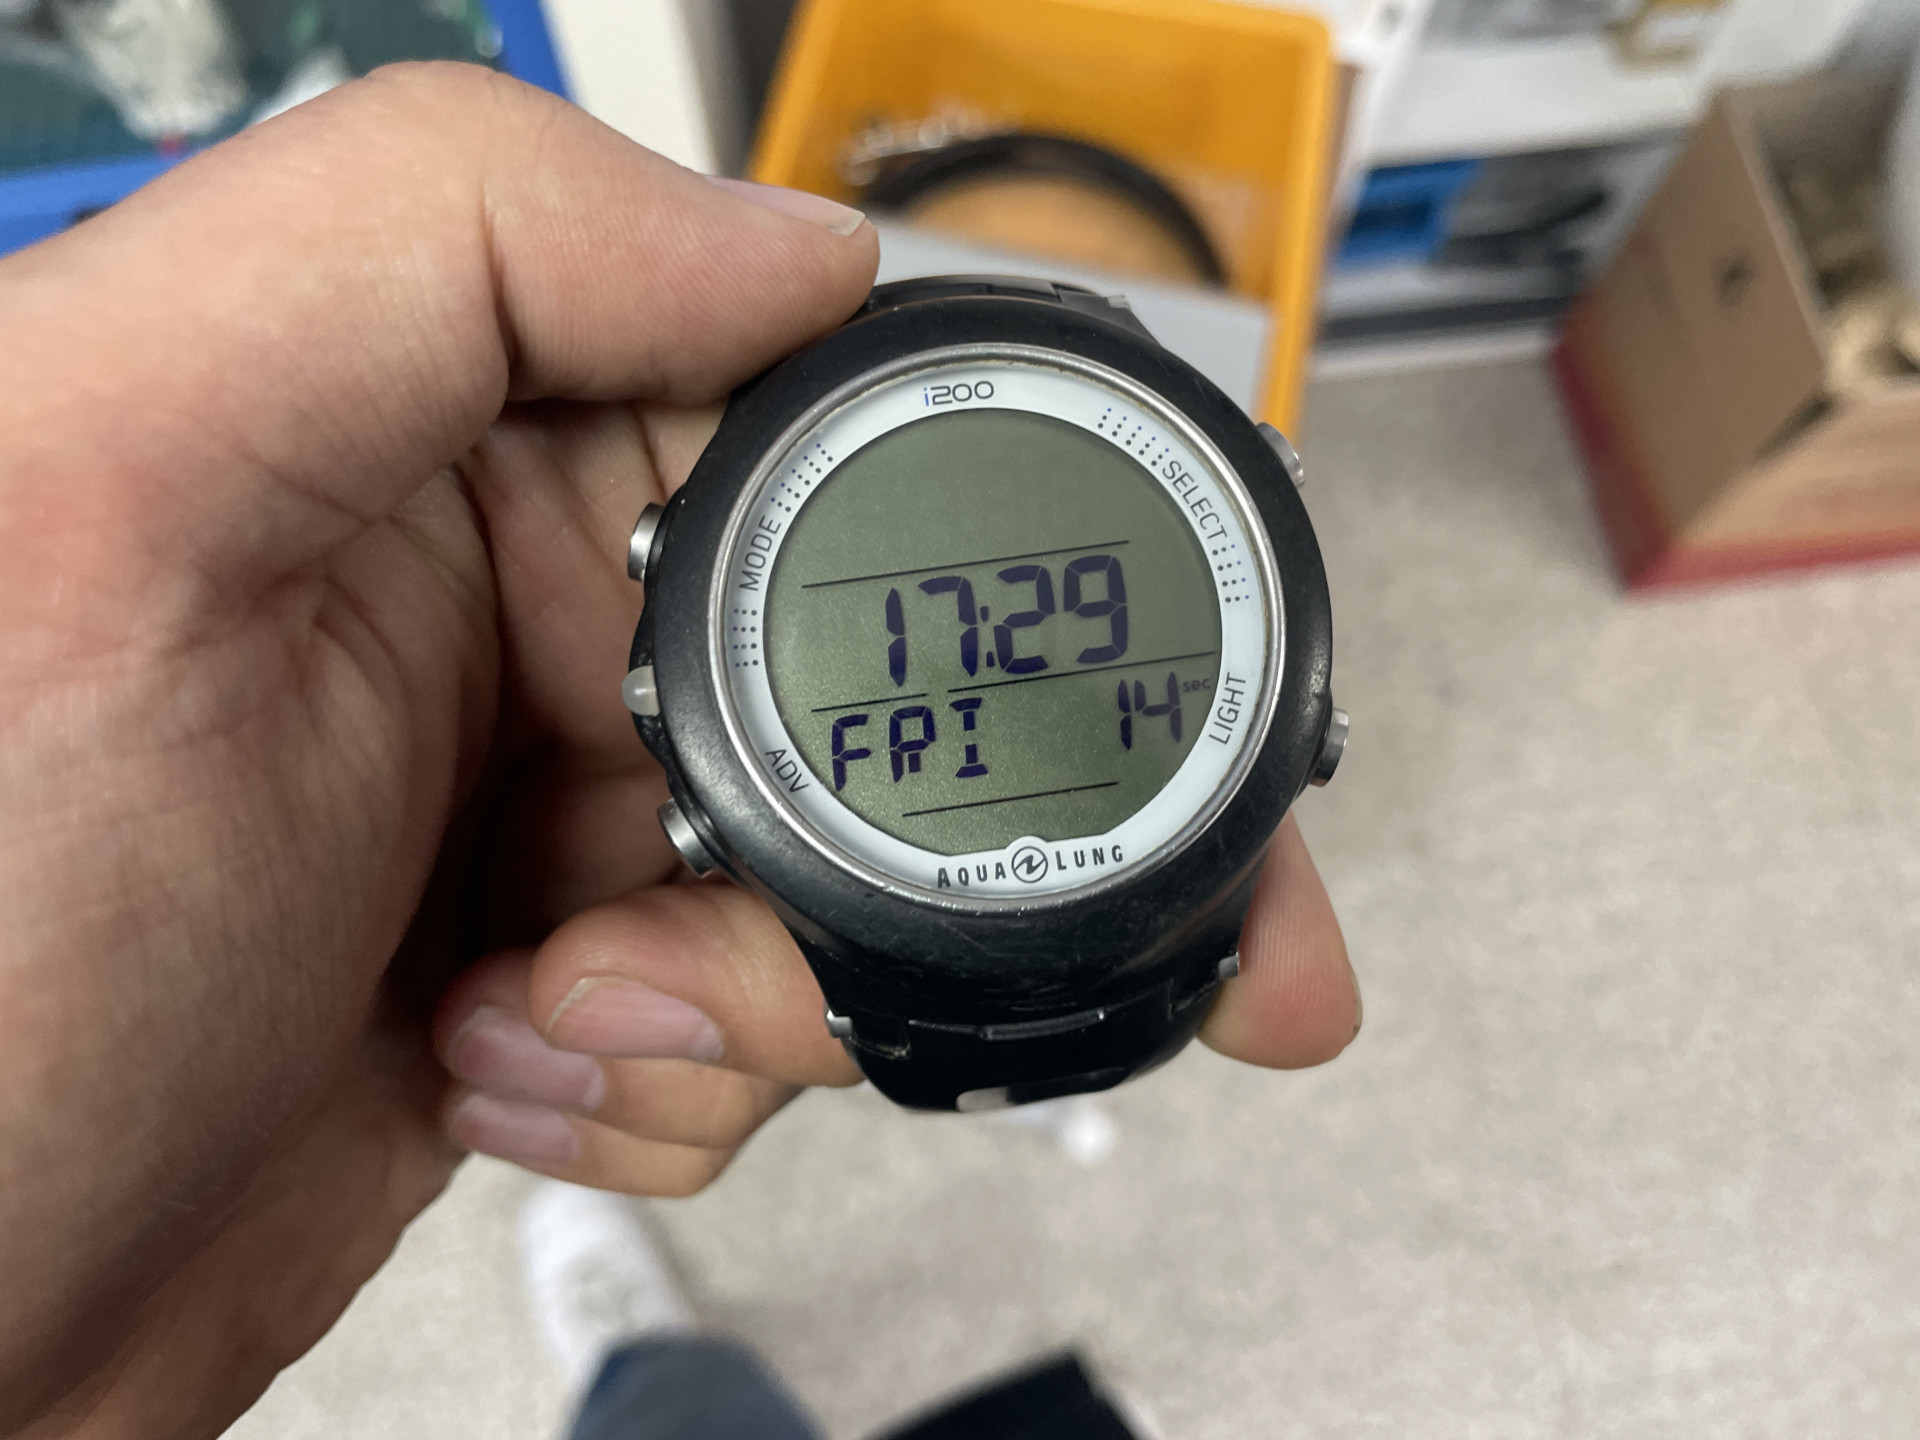 i200
MODE
SELECT
17:29
FRI 14 sec
ADV
LIGHT
AQUA LUNG